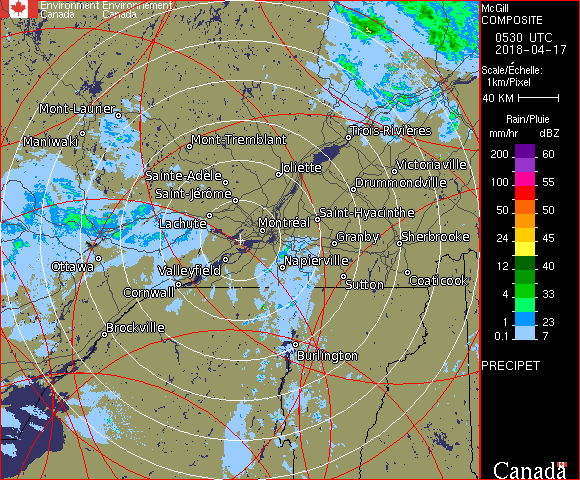 Environment Environnement
Canada Canada
McGill
COMPOSITE
0530 UTC
2018-04-17
Scale/Échelle:
1km/Pixel
40 KM
Rain/Pluie
mm/hr dBZ
200 60
100 55
50 50
24 45
12 40
4 33
1 23
0.1 7
PRECIPET
Canada
Mont-Laurier
Maniwaki
Mont-Tremblant
Trois-Rivières
Sainte-Adèle
Joliette
Victoriaville
Saint-Jérôme
Drummondville
Lachute
Montréal
Saint-Hyacinthe
Granby
Sherbrooke
Ottawa
Valleyfield
Napierville
Cornwall
Sutton
Coaticook
Brockville
Burlington